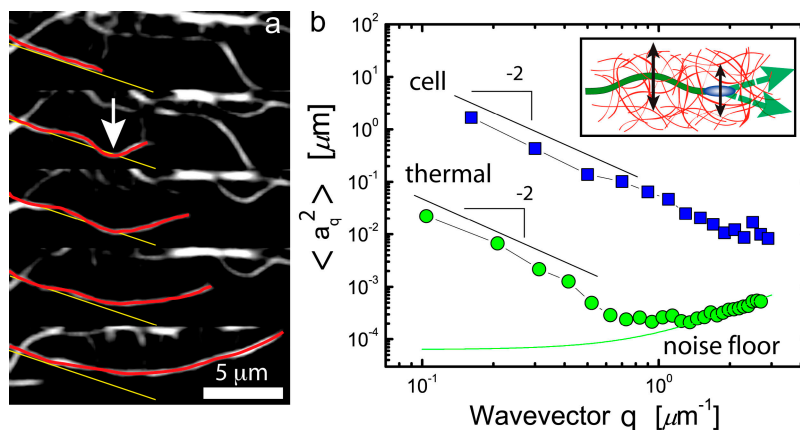 a
5 μm
b
10²
10¹
10⁰
10⁻¹
10⁻²
10⁻³
10⁻⁴
< a_q² > [μm]
cell
-2
thermal
-2
noise floor
10⁻¹
10⁰
Wavevector q [μm⁻¹]